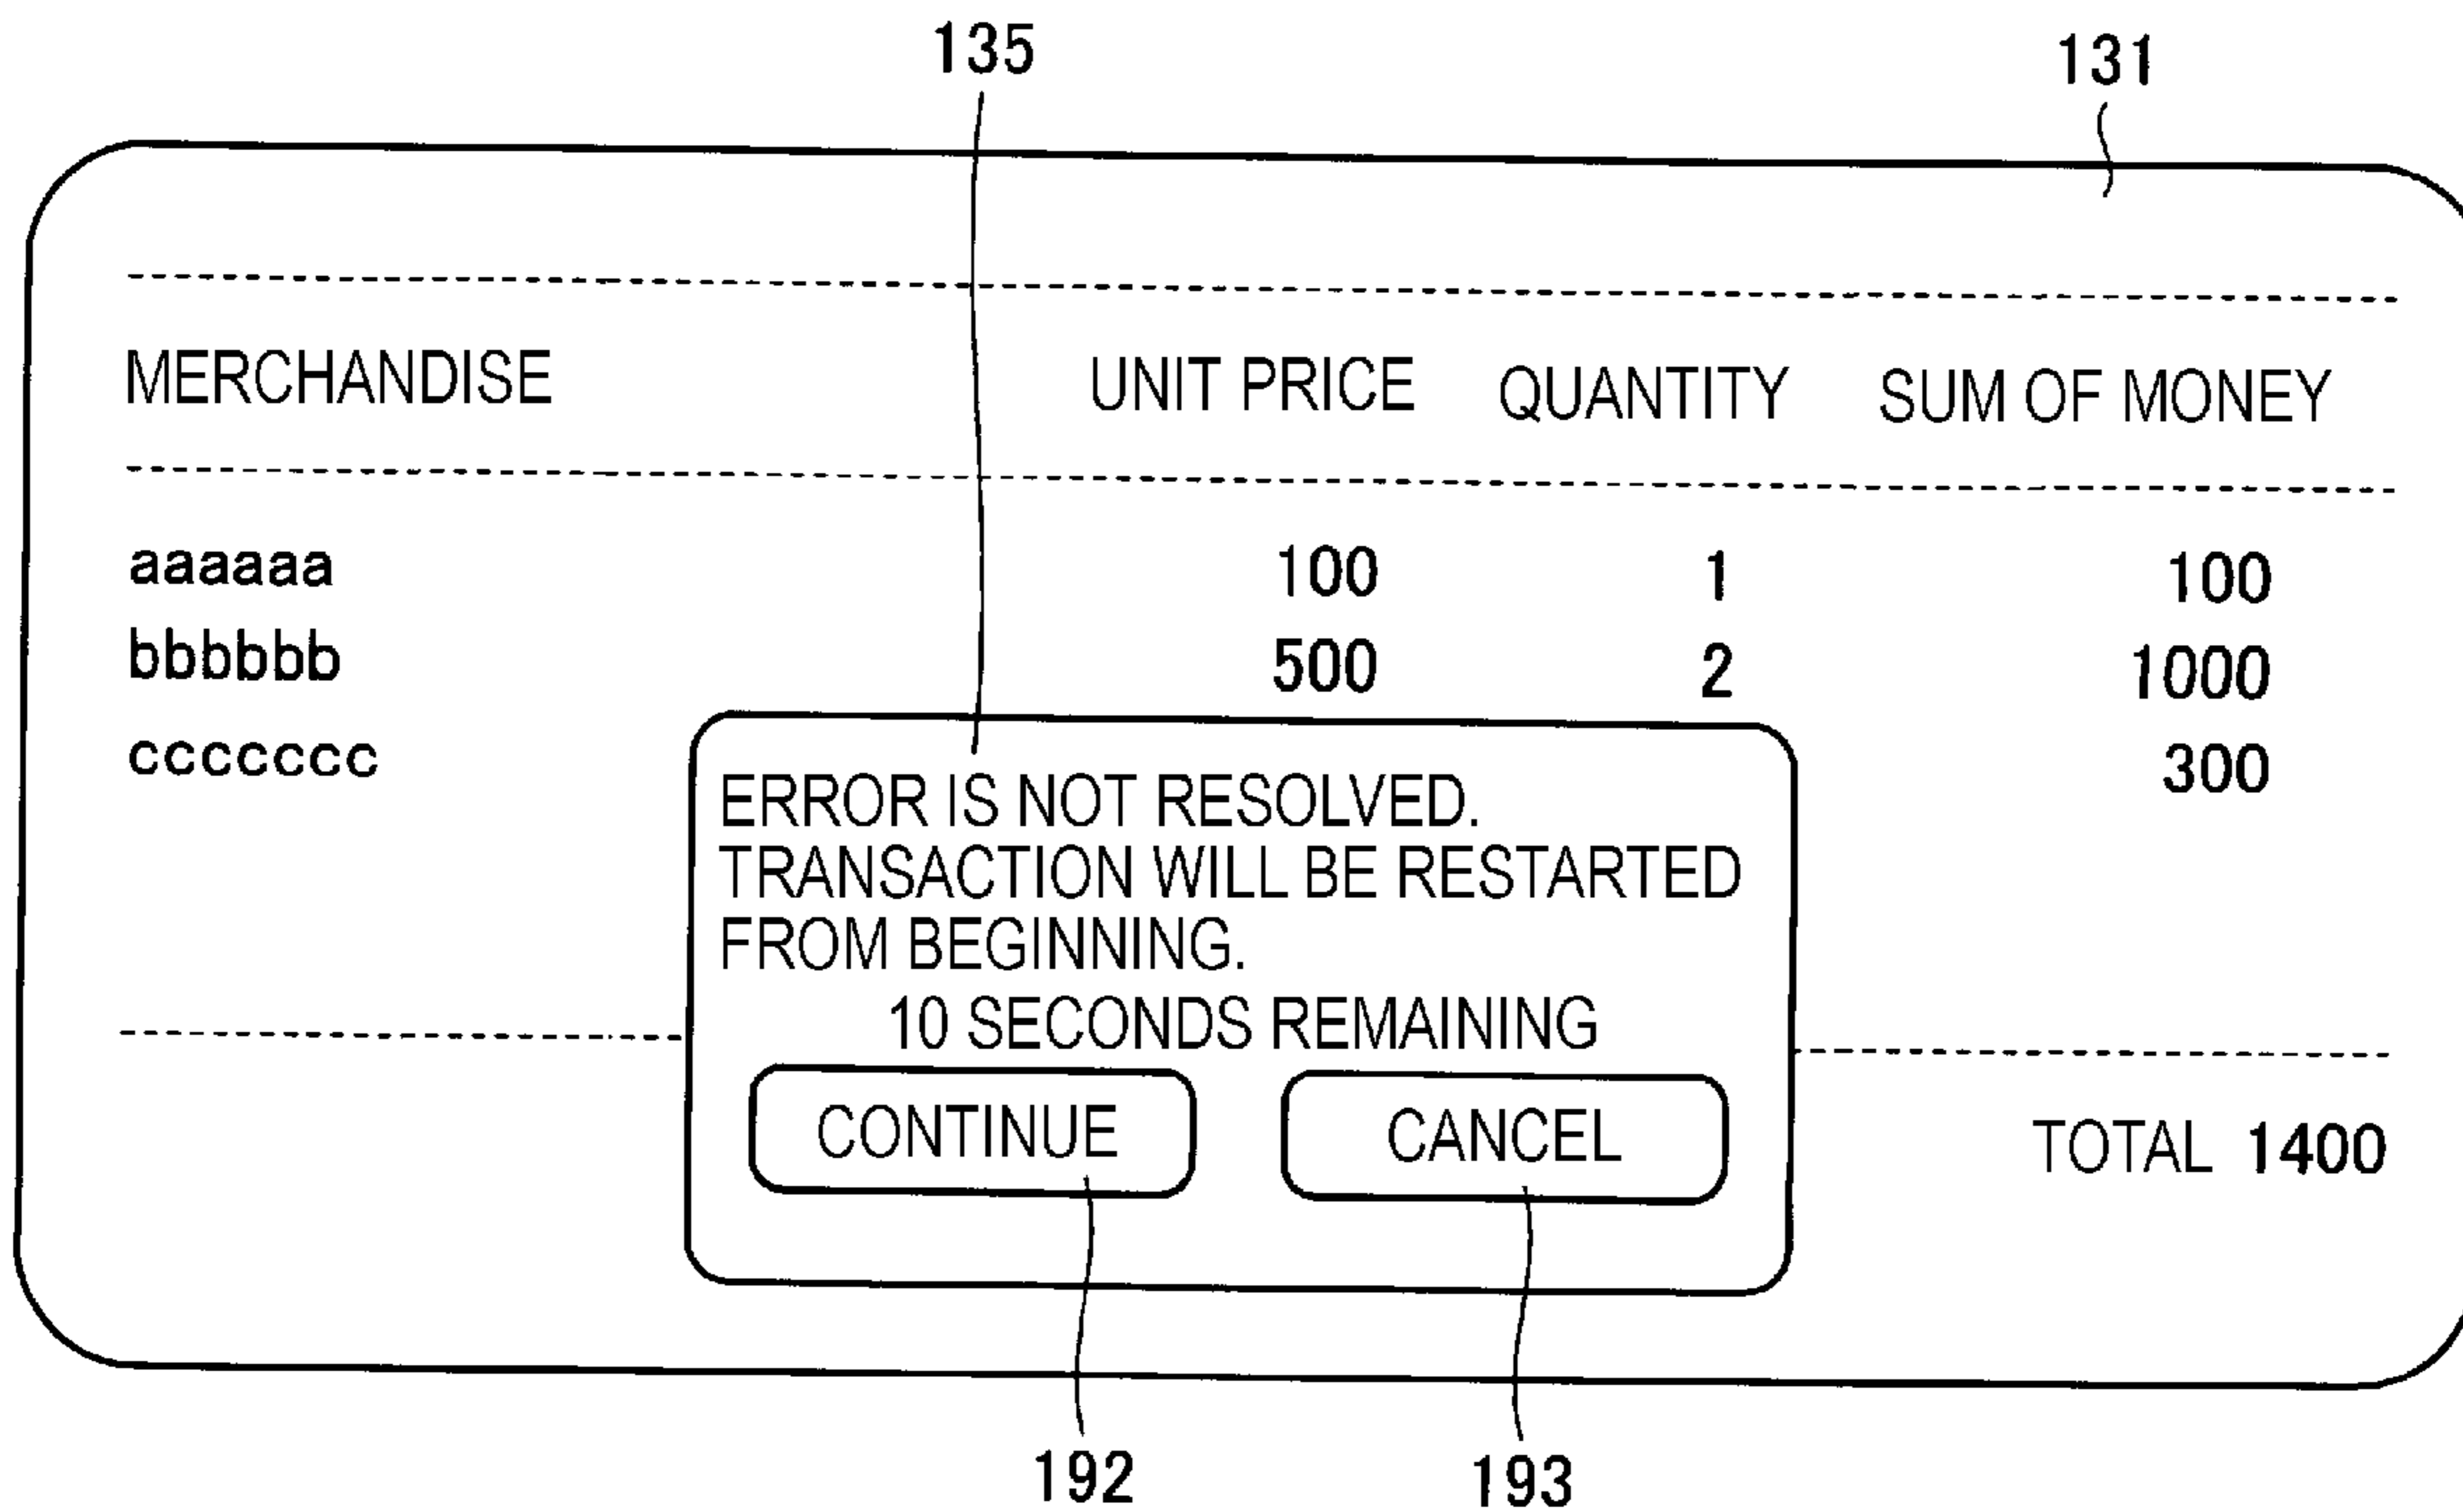 135 131
MERCHANDISE UNIT PRICE QUANTITY SUM OF MONEY
aaaaaa 100 1 100
bbbbbb 500 2 1000
ccccccc 300
ERROR IS NOT RESOLVED.
TRANSACTION WILL BE RESTARTED
FROM BEGINNING.
10 SECONDS REMAINING
CONTINUE CANCEL
TOTAL 1400
192 193